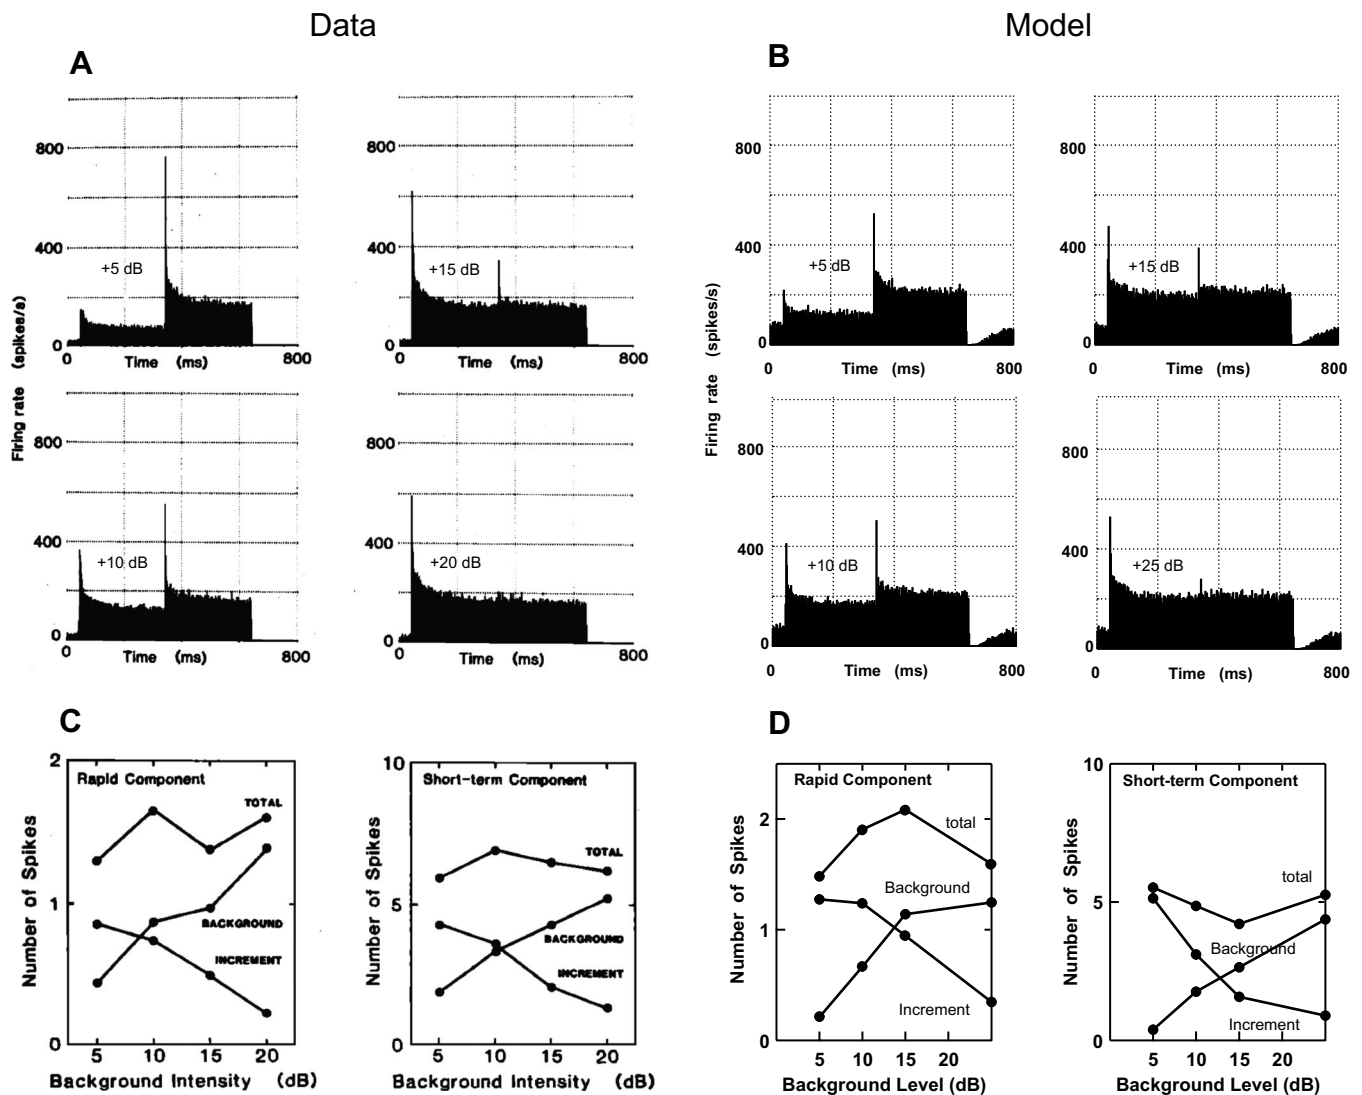 Data
Model
A
B
800
400
0
+5 dB
0
Time (ms)
800
800
400
0
+15 dB
0
Time (ms)
800
Firing rate (spikes/s)
800
400
0
+10 dB
0
Time (ms)
800
800
400
0
+20 dB
0
Time (ms)
800
800
400
0
+5 dB
0
Time (ms)
800
800
400
0
+15 dB
0
Time (ms)
800
Firing rate (spikes/s)
800
400
0
+10 dB
0
Time (ms)
800
800
400
0
+25 dB
0
Time (ms)
800
C
D
2
1
0
Number of Spikes
Rapid Component
TOTAL
BACKGROUND
INCREMENT
5 10 15 20
Background Intensity (dB)
10
5
0
Number of Spikes
Short-term Component
TOTAL
BACKGROUND
INCREMENT
5 10 15 20
Background Intensity (dB)
2
1
0
Number of Spikes
Rapid Component
total
Background
Increment
5 10 15 20
Background Level (dB)
10
5
0
Number of Spikes
Short-term Component
total
Background
Increment
5 10 15 20
Background Level (dB)